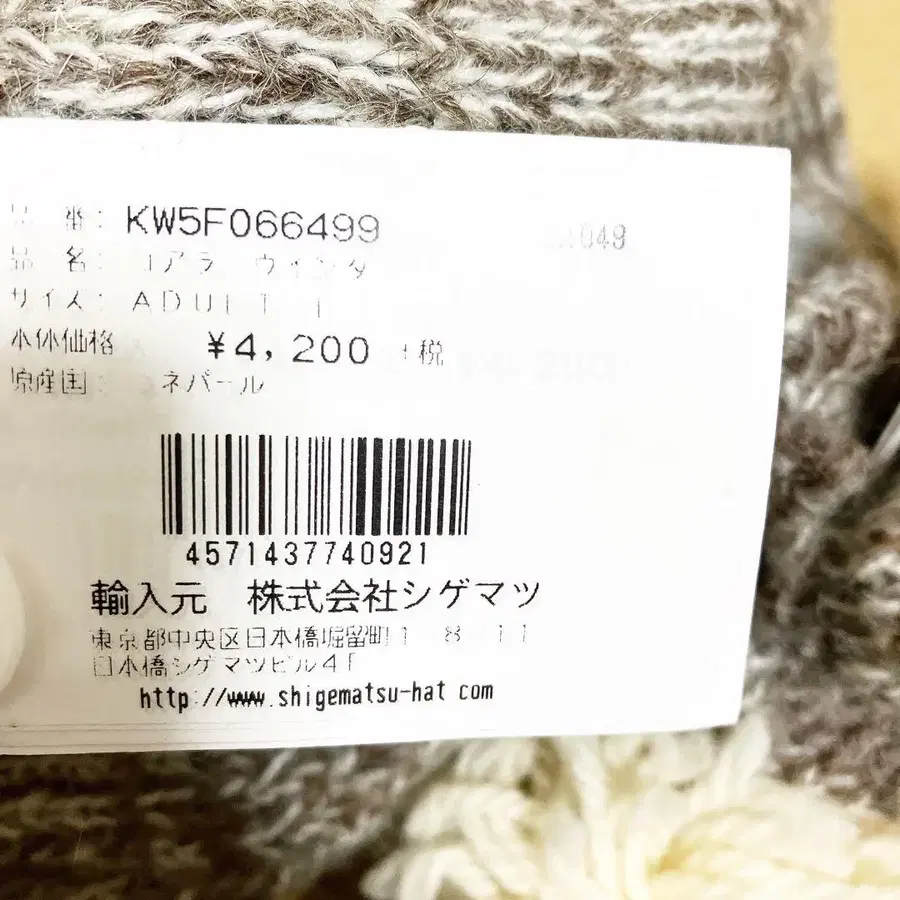 品番: KW5F066499
049
品名: コアラ ウインタ
サイズ: ADULT
本体価格 ¥4,200 +税
原産国: ネパール
4571437740921
輸入元 株式会社シゲマツ
東京都中央区日本橋堀留町1-8-11
日本橋シゲマツビル4F
http://www.shigematsu-hat.com